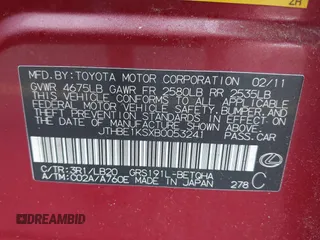 MFD BY:
TOYOTA MOTOR CORPORATION 02/11
GVWR 4675LB GAWR FR 2580LB RR 2535LB
THIS VEHICLE CONFORMS TO ALL APPLICABLE
FEDERAL MOTOR VEHICLE SAFETY, BUMPER, AND
THEFT PREVENTION STANDARDS IN EFFECT ON
THE DATE OF MANUFACTURE SHOWN ABOVE.
JTHBE1KSXB0053241 PASS.CAR
C/TR:3R1/LB20 GRS191L-BETQHA
A/TM:C02A/A760E MADE IN JAPAN 278 C
DREAMBID